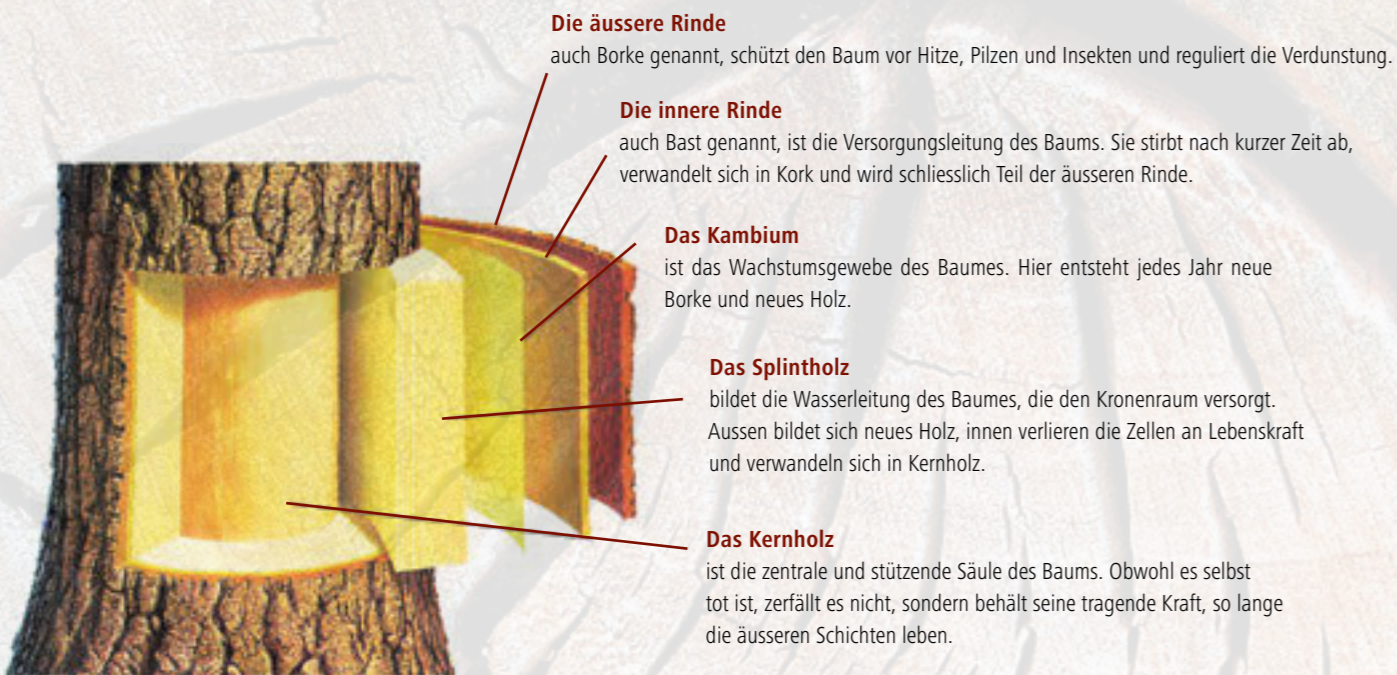 Die äussere Rinde
auch Borke genannt, schützt den Baum vor Hitze, Pilzen und Insekten und reguliert die Verdunstung.
Die innere Rinde
auch Bast genannt, ist die Versorgungsleitung des Baums. Sie stirbt nach kurzer Zeit ab,
verwandelt sich in Kork und wird schliesslich Teil der äusseren Rinde.
Das Kambium
ist das Wachstumsgewebe des Baumes. Hier entsteht jedes Jahr neue
Borke und neues Holz.
Das Splintholz
bildet die Wasserleitung des Baumes, die den Kronenraum versorgt.
Aussen bildet sich neues Holz, innen verlieren die Zellen an Lebenskraft
und verwandeln sich in Kernholz.
Das Kernholz
ist die zentrale und stützende Säule des Baums. Obwohl es selbst
tot ist, zerfällt es nicht, sondern behält seine tragende Kraft, so lange
die äusseren Schichten leben.